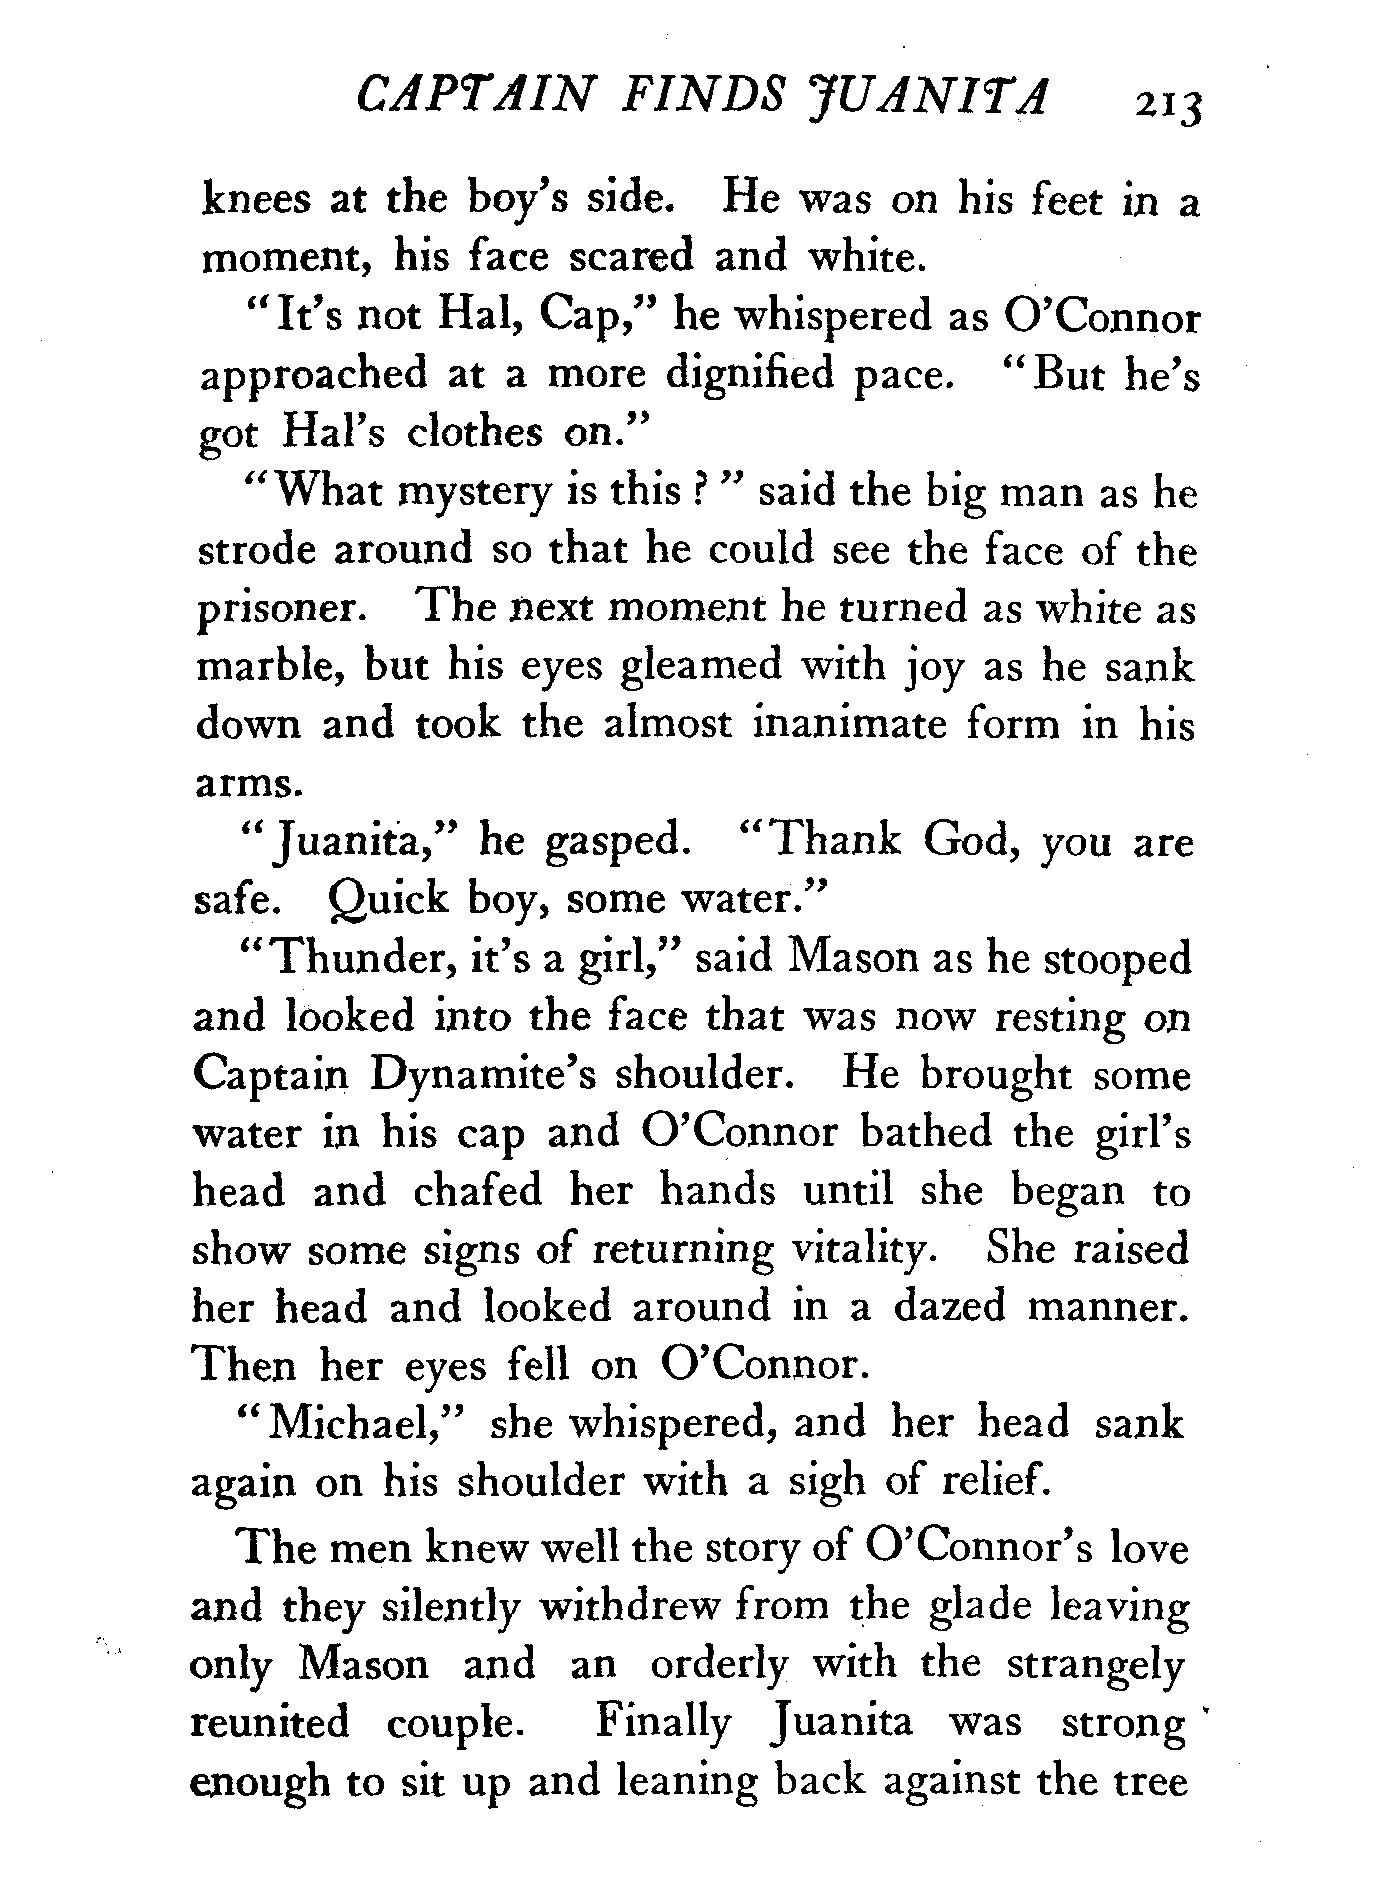 CAPTAIN FINDS JUANITA 213
knees at the boy's side. He was on his feet in a
moment, his face scared and white.
"It's not Hal, Cap," he whispered as O'Connor
approached at a more dignified pace. "But he's
got Hal's clothes on."
"What mystery is this?" said the big man as he
strode around so that he could see the face of the
prisoner. The next moment he turned as white as
marble, but his eyes gleamed with joy as he sank
down and took the almost inanimate form in his
arms.
"Juanita," he gasped. "Thank God, you are
safe. Quick boy, some water."
"Thunder, it's a girl," said Mason as he stooped
and looked into the face that was now resting on
Captain Dynamite's shoulder. He brought some
water in his cap and O'Connor bathed the girl's
head and chafed her hands until she began to
show some signs of returning vitality. She raised
her head and looked around in a dazed manner.
Then her eyes fell on O'Connor.
"Michael," she whispered, and her head sank
again on his shoulder with a sigh of relief.
The men knew well the story of O'Connor's love
and they silently withdrew from the glade leaving
only Mason and an orderly with the strangely
reunited couple. Finally Juanita was strong
enough to sit up and leaning back against the tree